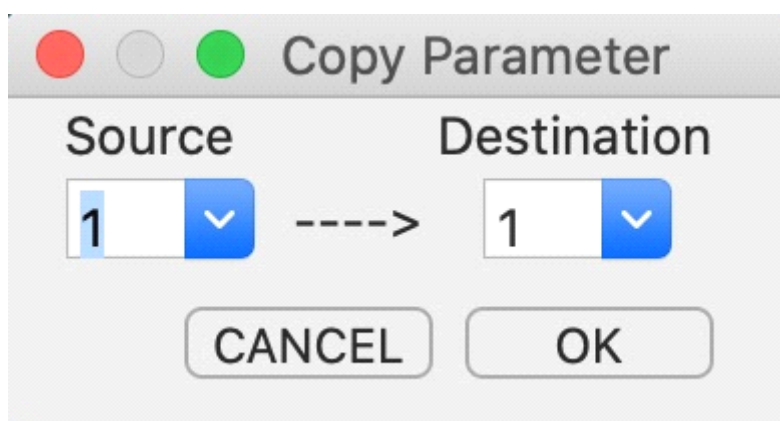 Copy Parameter
Source Destination
1 ----> 1
CANCEL OK